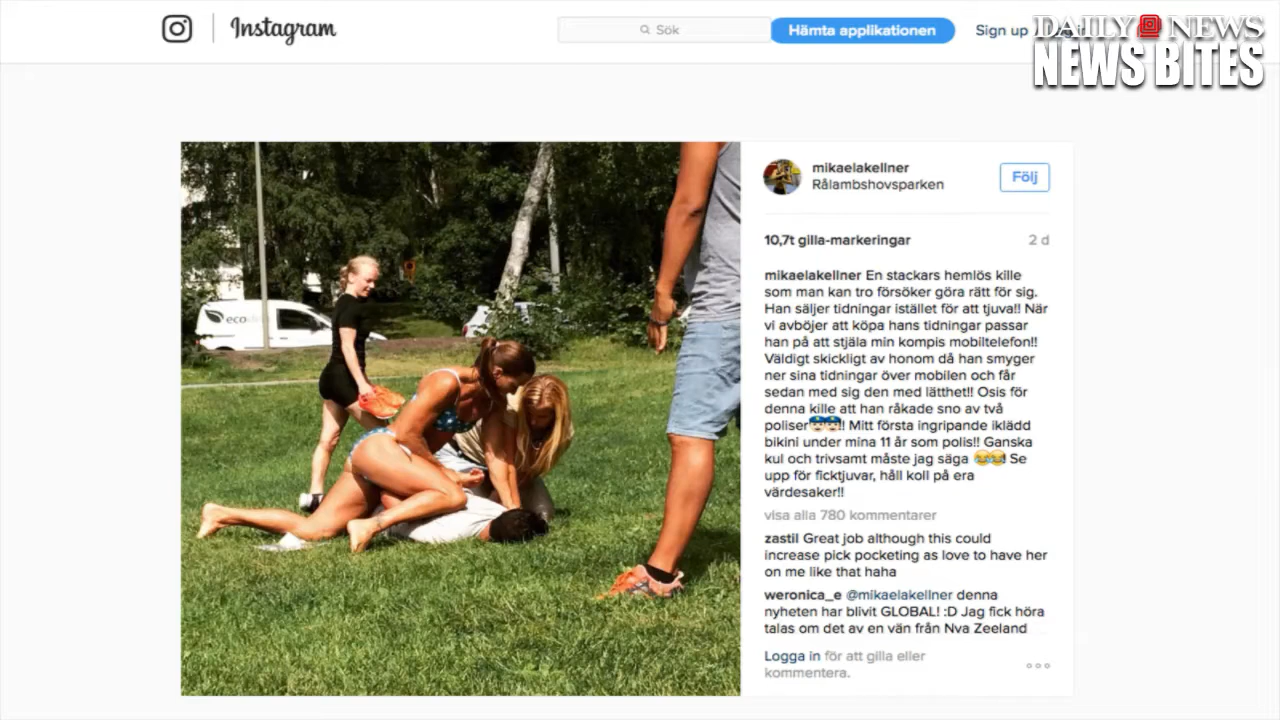 Instagram
Sök
Hämta applikationen
Sign up
DAILY NEWS
NEWS BITES
eco
mikaelakellner
Rålambshovsparken
Följ
10,7t gilla-markeringar
2 d
mikaelakellner En stackars hemlös kille
som man kan tro försöker göra rätt för sig.
Han säljer tidningar istället för att tjuva!! När
vi avböjer att köpa hans tidningar passar
han på att stjäla min kompis mobiltelefon!!
Väldigt skickligt av honom då han smyger
ner sina tidningar över mobilen och får
sedan med sig den med lätthet!! Osis för
denna kille att han råkade sno av två
poliser👮👮!! Mitt första ingripande iklädd
bikini under mina 11 år som polis!! Ganska
kul och trivsamt måste jag säga 😂😂! Se
upp för ficktjuvar, håll koll på era
värdesaker!!
visa alla 780 kommentarer
zastil Great job although this could
increase pick pocketing as love to have her
on me like that haha
weronica_e @mikaelakellner denna
nyheten har blivit GLOBAL! :D Jag fick höra
talas om det av en vän från Nya Zeeland
Logga in för att gilla eller
kommentera.